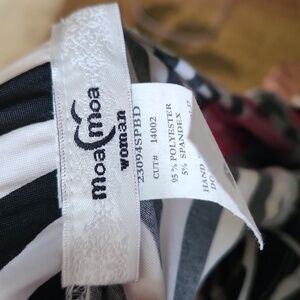 moa moa
woman
23094SPBD
CUT# 14002
95 % POLYESTER
5% SPANDEX
HAND